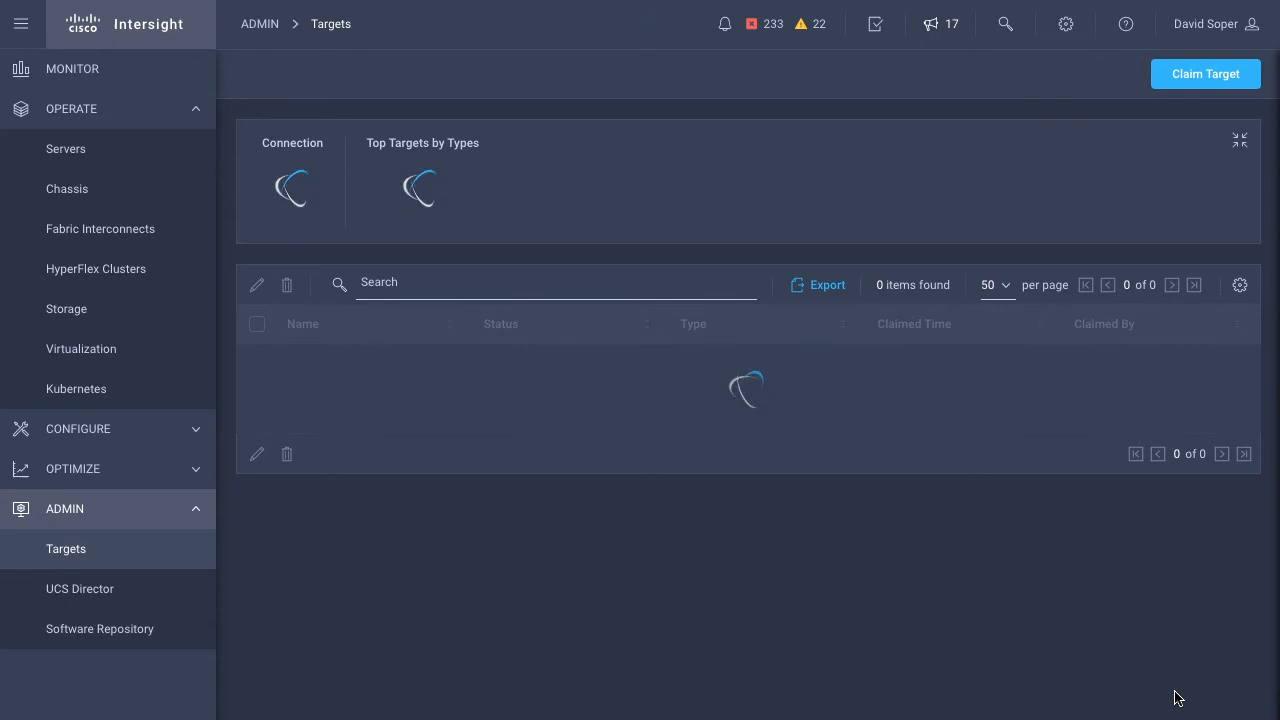 cisco Intersight
ADMIN > Targets
233 22 17 David Soper
MONITOR
OPERATE
Servers
Chassis
Fabric Interconnects
HyperFlex Clusters
Storage
Virtualization
Kubernetes
CONFIGURE
OPTIMIZE
ADMIN
Targets
UCS Director
Software Repository
Claim Target
Connection Top Targets by Types
Search Export 0 items found 50 per page 0 of 0
Name Status Type Claimed Time Claimed By
0 of 0